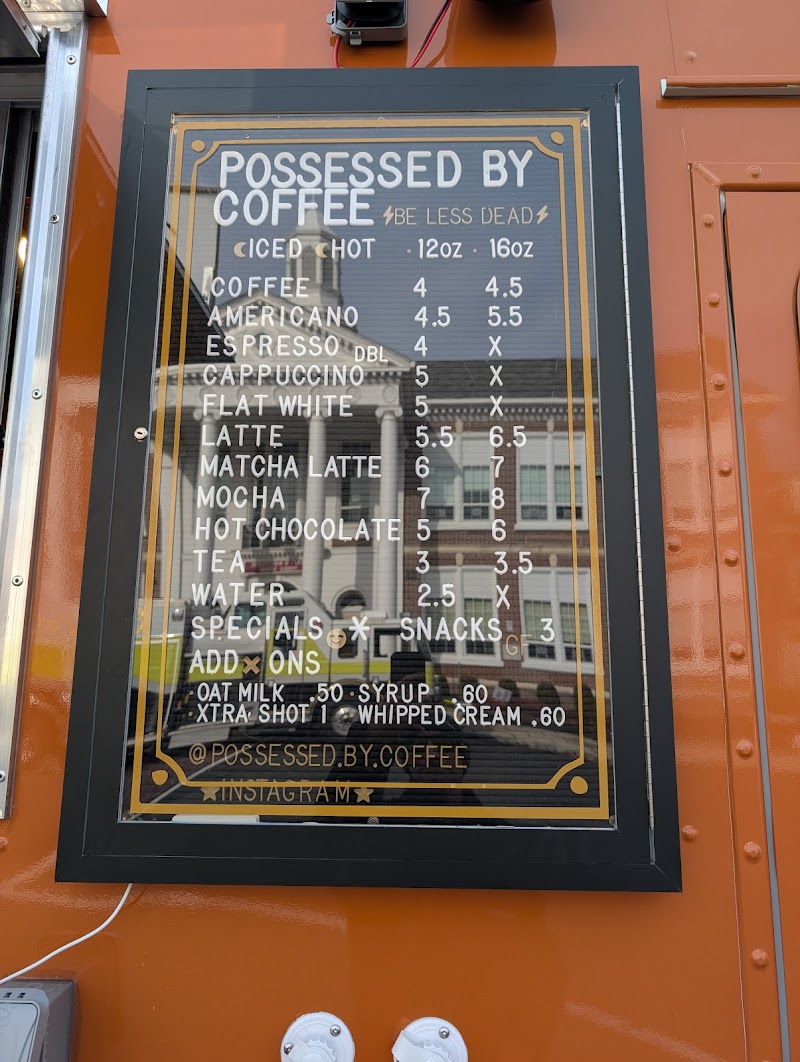 POSSESSED BY
COFFEE ⚡BE LESS DEAD⚡
ICED HOT · 12oz · 16oz
COFFEE 4 4.5
AMERICANO 4.5 5.5
ESPRESSO DBL 4 X
CAPPUCCINO 5 X
FLAT WHITE 5 X
LATTE 5.5 6.5
MATCHA LATTE 6 7
MOCHA 7 8
HOT CHOCOLATE 5 6
TEA 3 3.5
WATER 2.5 X
SPECIALS * SNACKS GF 3
ADD × ONS
· OAT MILK .50 · SYRUP .60
· XTRA SHOT 1 · WHIPPED CREAM .60
@POSSESSED.BY.COFFEE
★INSTAGRAM★